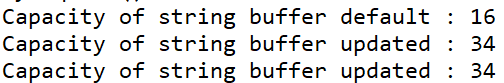 Capacity of string buffer default : 16
Capacity of string buffer updated : 34
Capacity of string buffer updated : 34